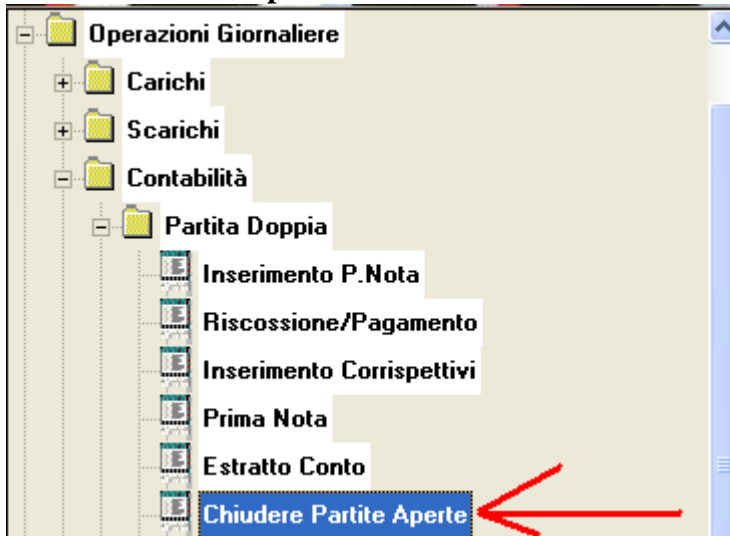 Operazioni Giornaliere
Carichi
Scarichi
Contabilità
Partita Doppia
Inserimento P.Nota
Riscossione/Pagamento
Inserimento Corrispettivi
Prima Nota
Estratto Conto
Chiudere Partite Aperte